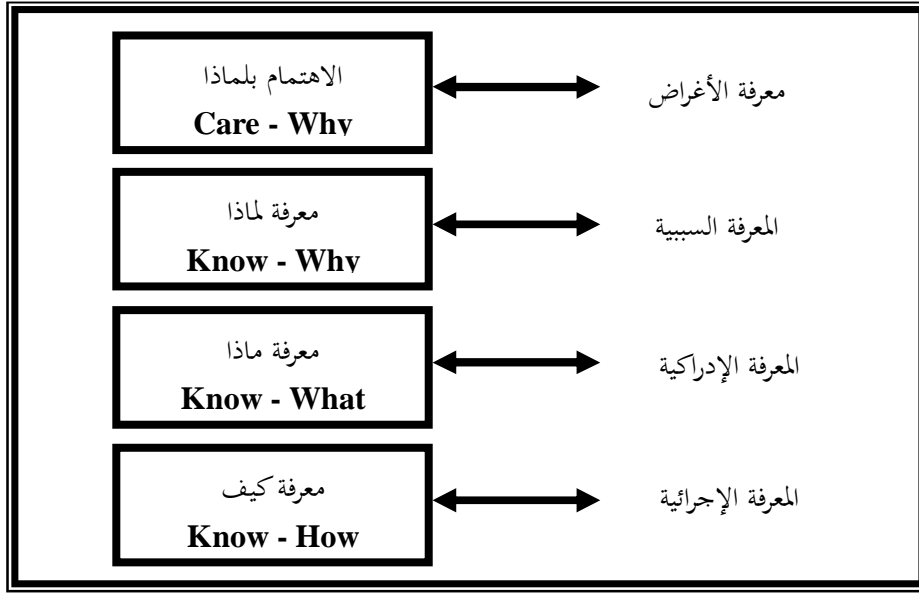 الاهتمام بلماذا
Care - Why
معرفة الأغراض
معرفة لماذا
Know - Why
المعرفة السببية
معرفة ماذا
Know - What
المعرفة الإدراكية
معرفة كيف
Know - How
المعرفة الإجرائية